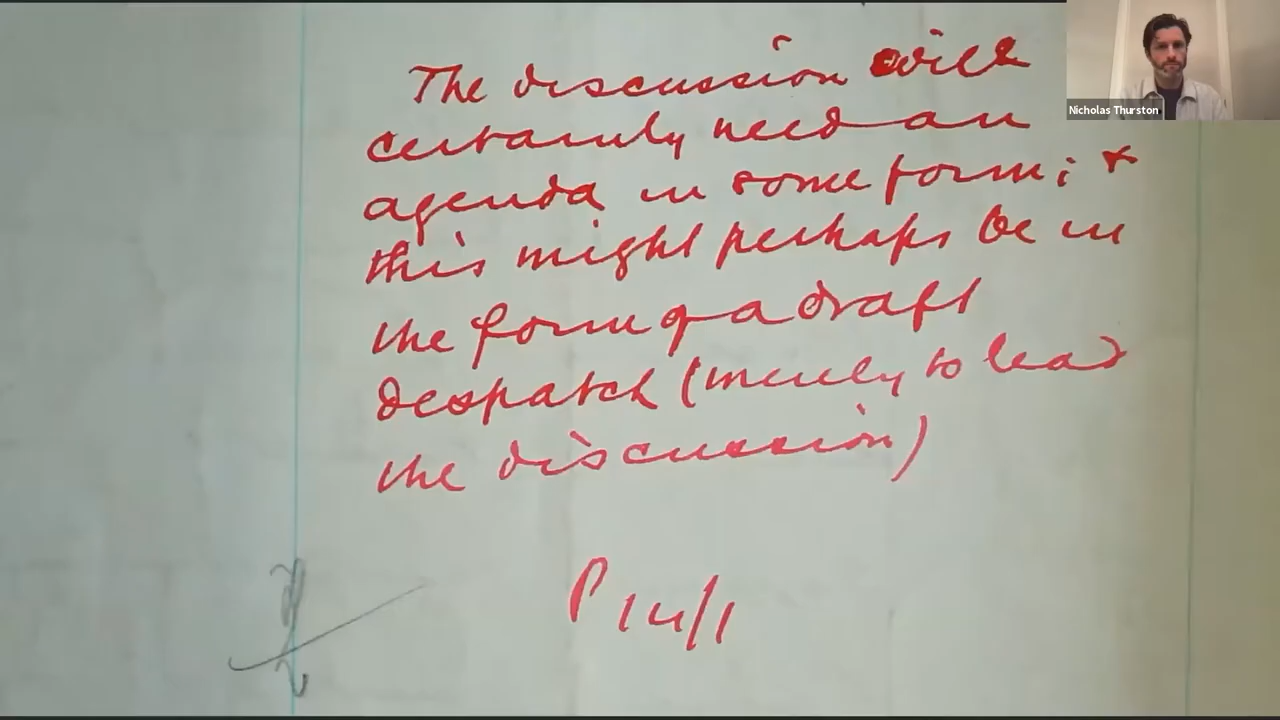 The discussion will
certainly need an
agenda in some form; &
this might perhaps be in
the form of a draft
despatch (merely to lead
the discussion)
P 14/1
Nicholas Thurston